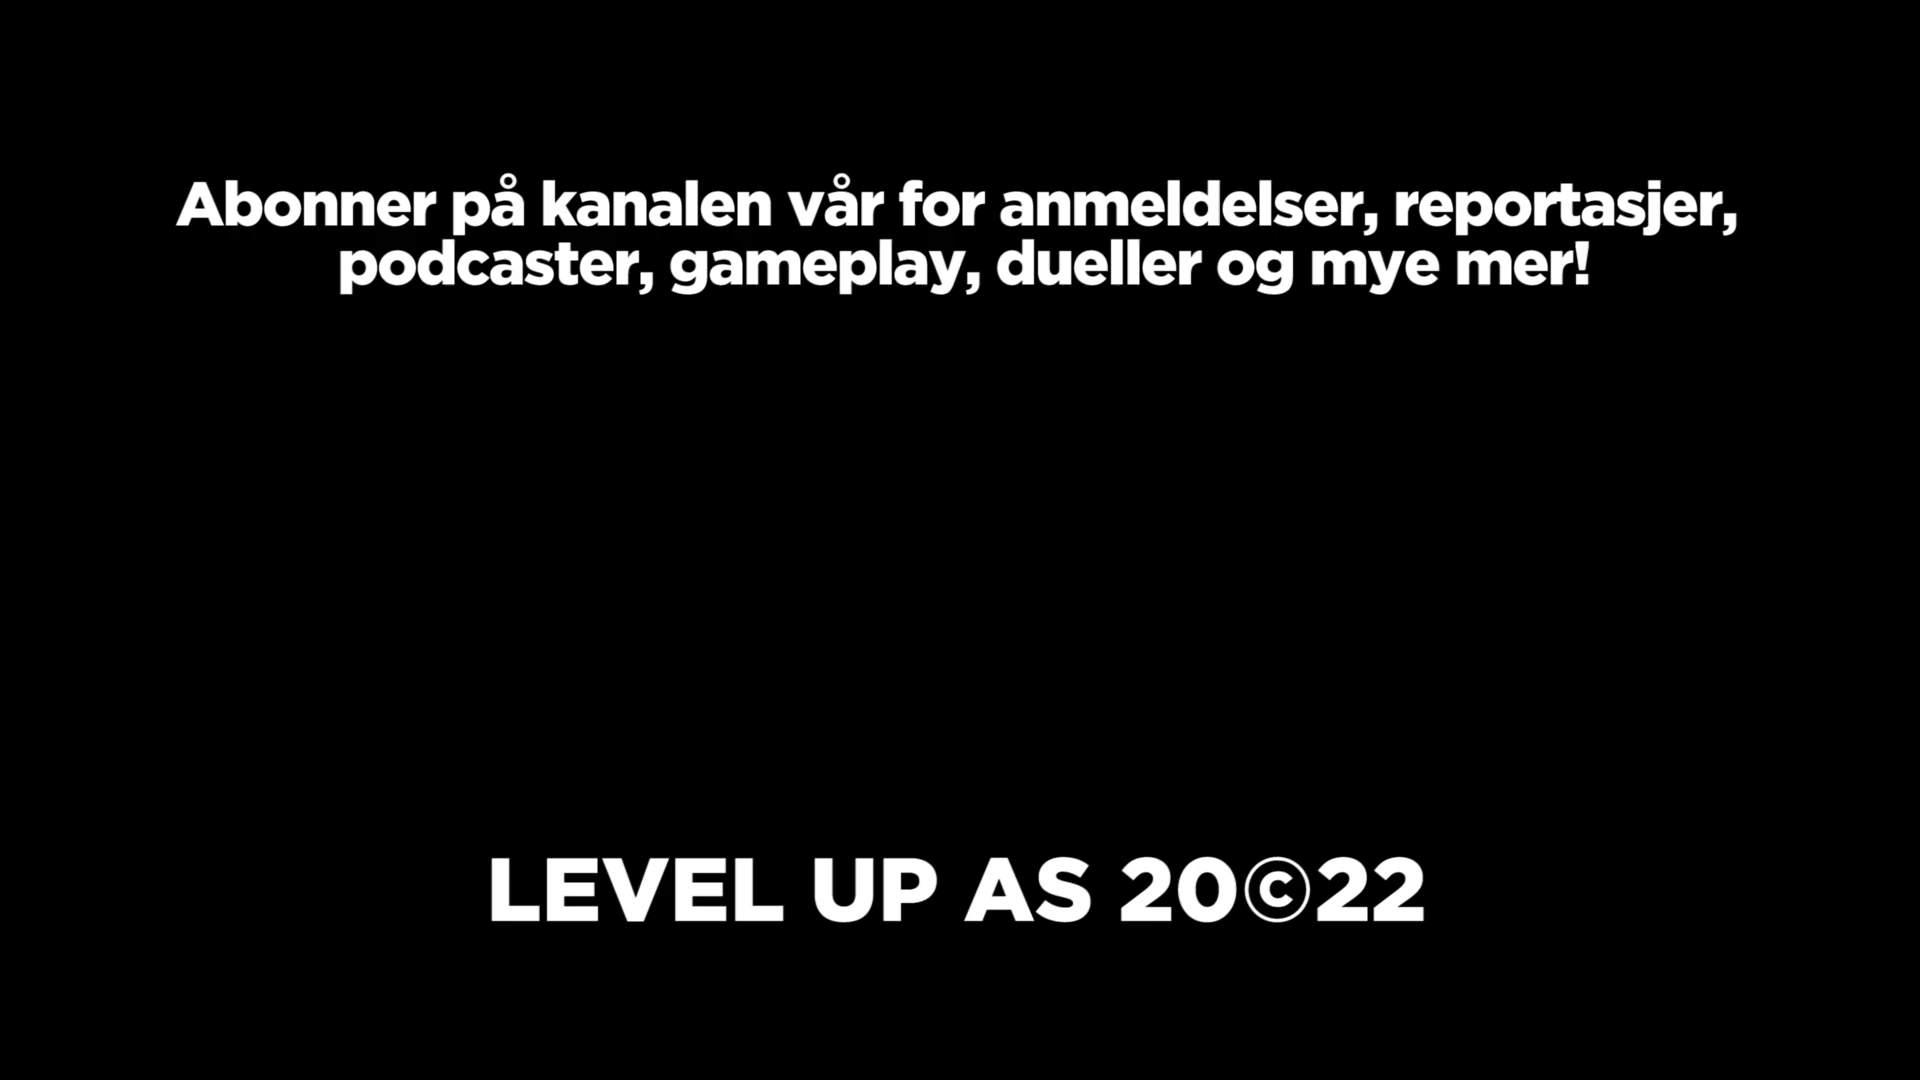 Abonner på kanalen vår for anmeldelser, reportasjer,
podcaster, gameplay, dueller og mye mer!
LEVEL UP AS 20©22